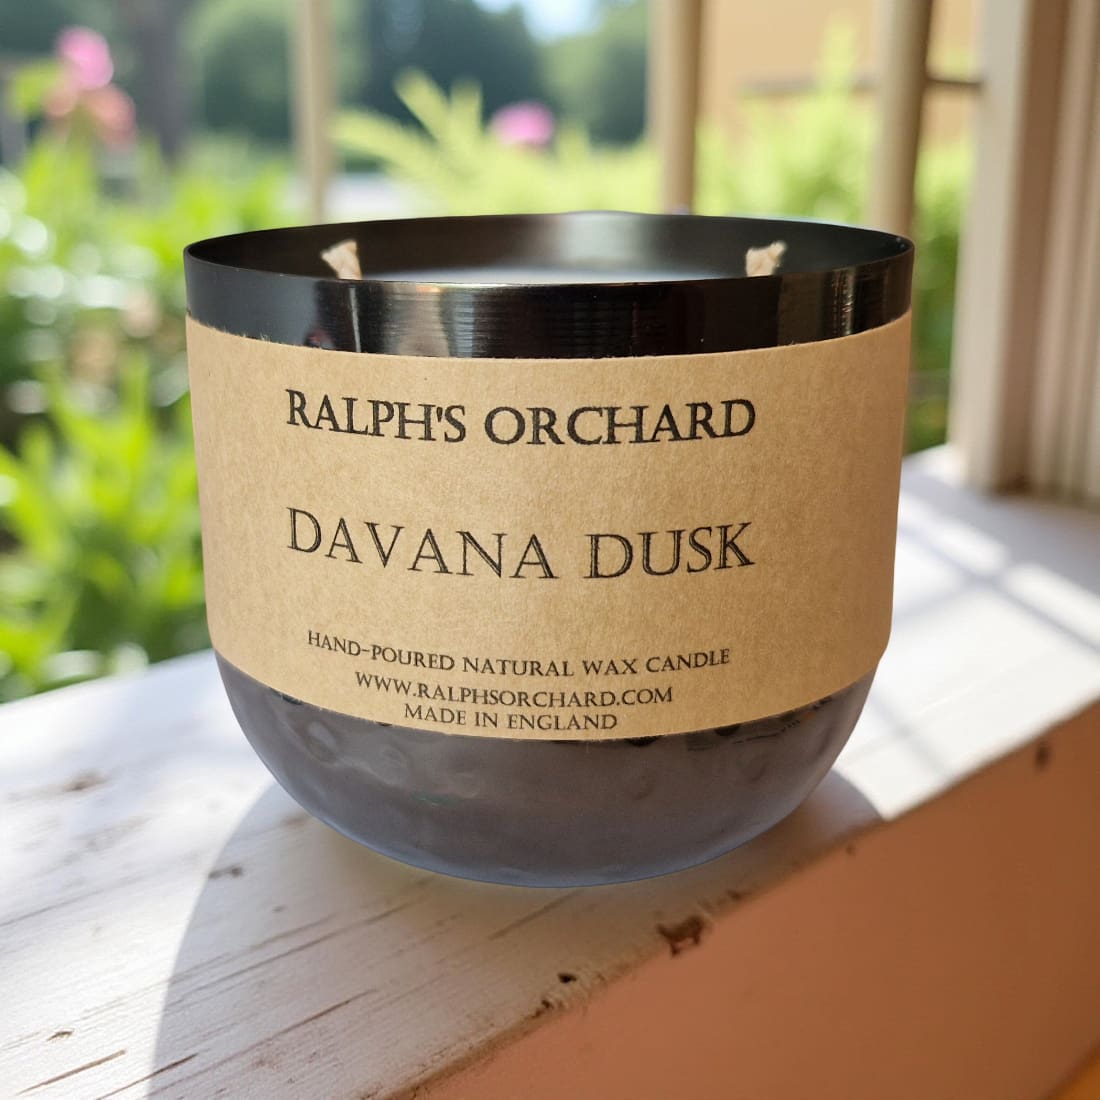 RALPH'S ORCHARD
DAVANA DUSK
HAND-POURED NATURAL WAX CANDLE
WWW.RALPHSORCHARD.COM
MADE IN ENGLAND